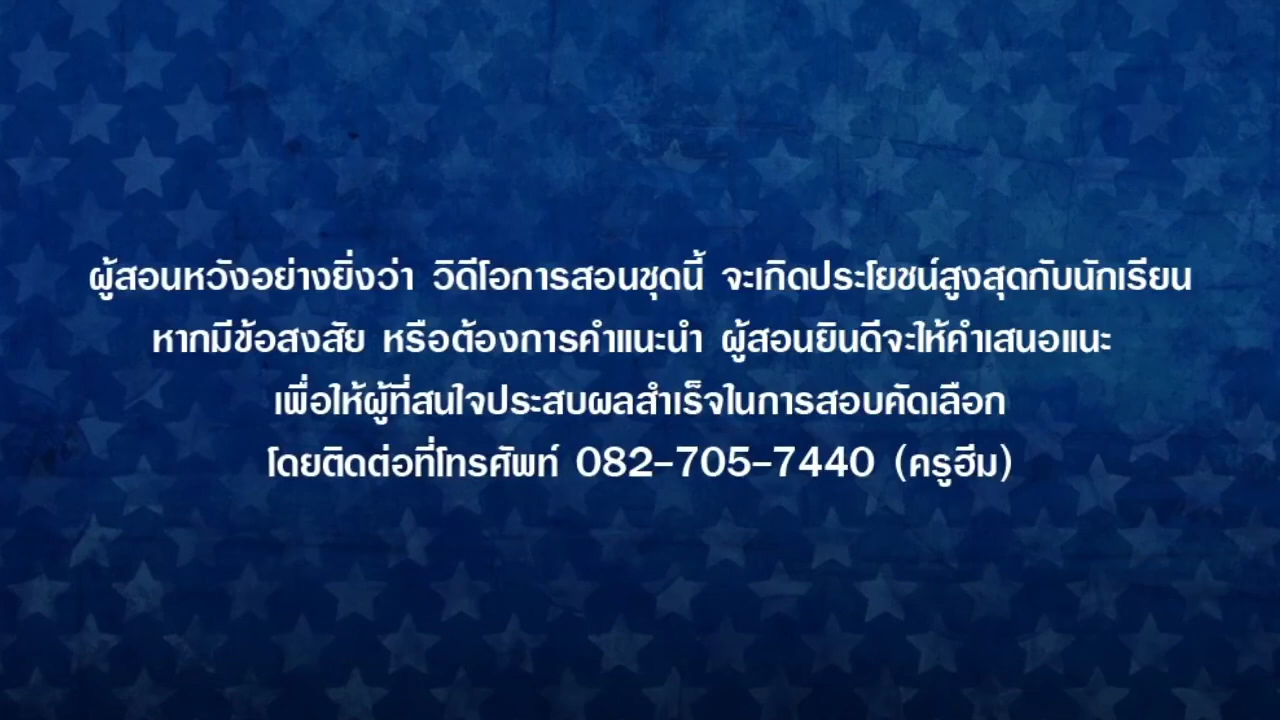 ผู้สอนหวังอย่างยิ่งว่า วิดีโอการสอนชุดนี้ จะเกิดประโยชน์สูงสุดกับนักเรียน
หากมีข้อสงสัย หรือต้องการคำแนะนำ ผู้สอนยินดีจะให้คำเสนอแนะ
เพื่อให้ผู้ที่สนใจประสบผลสำเร็จในการสอบคัดเลือก
โดยติดต่อที่โทรศัพท์ 082-705-7440 (ครูฮีม)